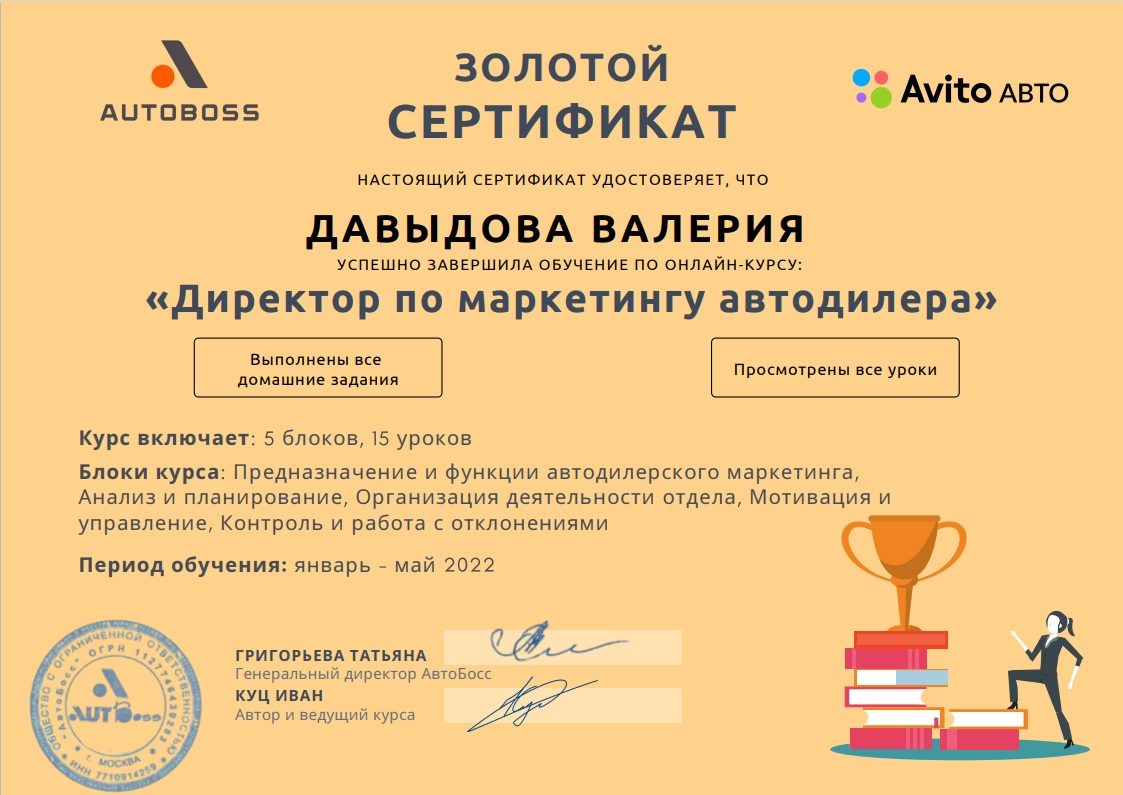 AUTOBOSS
ЗОЛОТОЙ
СЕРТИФИКАТ
Avito АВТО
НАСТОЯЩИЙ СЕРТИФИКАТ УДОСТОВЕРЯЕТ, ЧТО
ДАВЫДОВА ВАЛЕРИЯ
УСПЕШНО ЗАВЕРШИЛА ОБУЧЕНИЕ ПО ОНЛАЙН-КУРСУ:
«Директор по маркетингу автодилера»
Выполнены все
домашние задания
Просмотрены все уроки
Курс включает: 5 блоков, 15 уроков
Блоки курса: Предназначение и функции автодилерского маркетинга,
Анализ и планирование, Организация деятельности отдела, Мотивация и
управление, Контроль и работа с отклонениями
Период обучения: январь - май 2022
ГРИГОРЬЕВА ТАТЬЯНА
Генеральный директор АвтоБосс
КУЦ ИВАН
Автор и ведущий курса
ОБЩЕСТВО С ОГРАНИЧЕННОЙ ОТВЕТСТВЕННОСТЬЮ
"АвтоБосс" ОГРН
AUTOBoss
г. МОСКВА
ИНН 7710914259